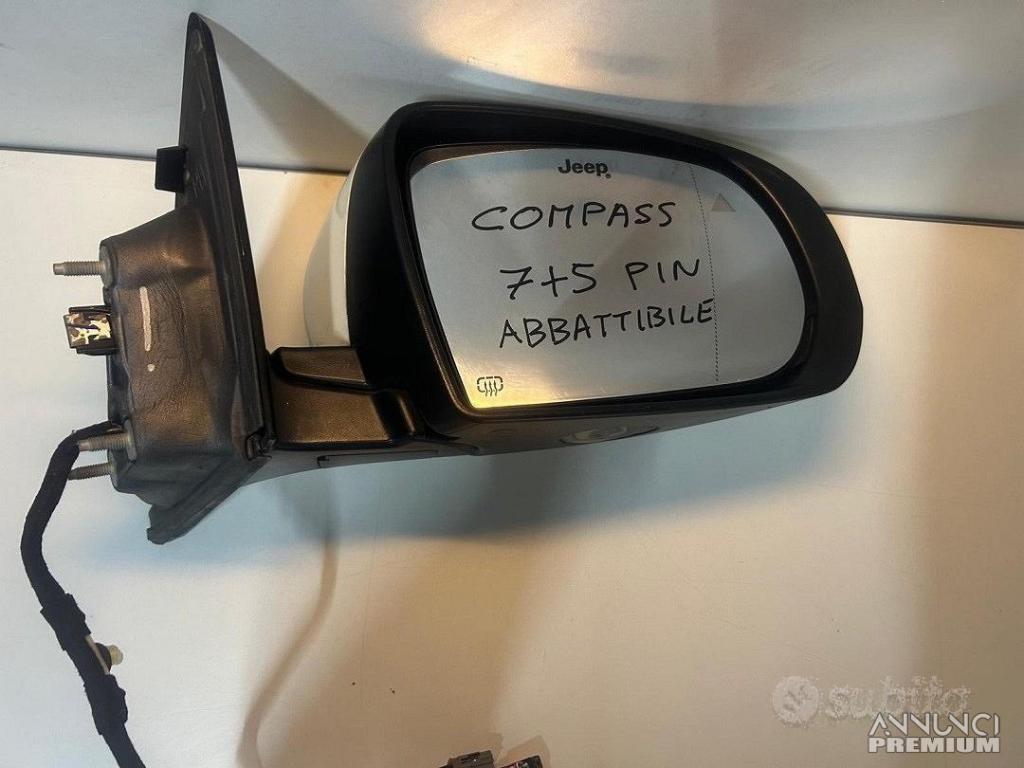 Jeep
COMPASS
7+5 PIN
ABBATTIBILE
subito
ANNUNCI
PREMIUM